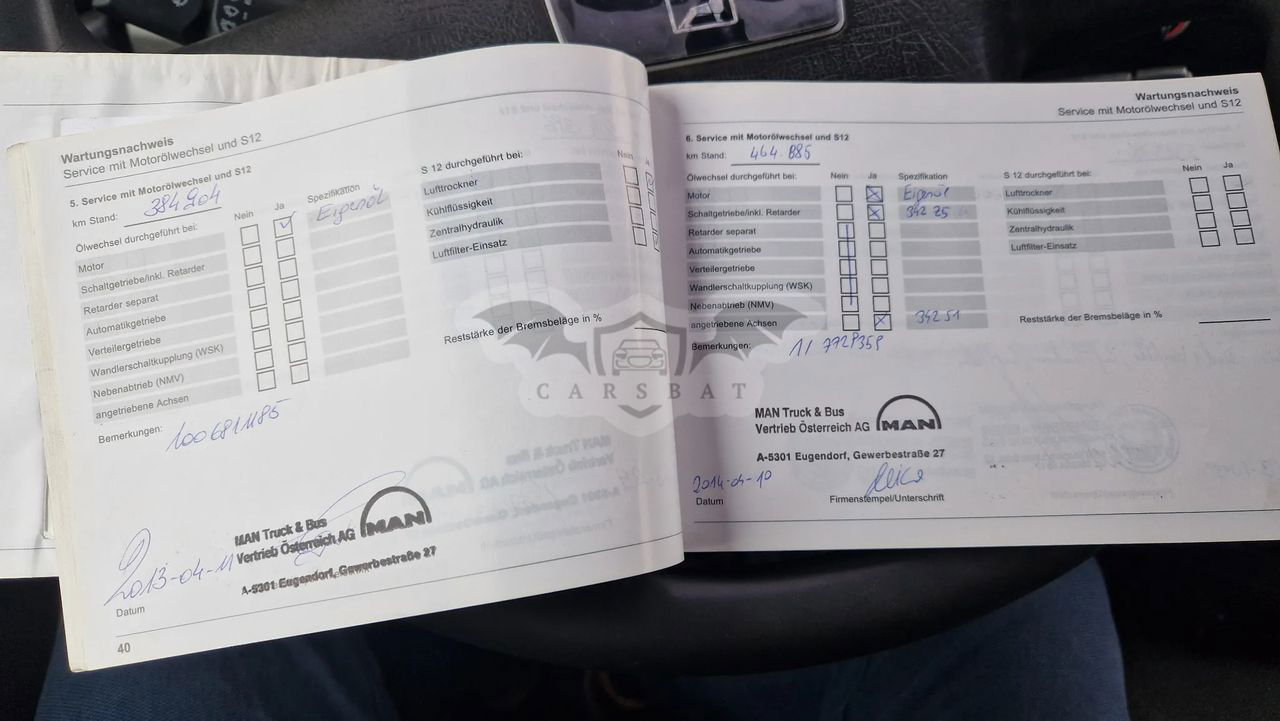 Wartungsnachweis
Service mit Motorölwechsel und S12
5. Service mit Motorölwechsel und S12
km Stand: 384204
Ölwechsel durchgeführt bei: Nein Ja Spezifikation
Motor Eigenöl
Schaltgetriebe/inkl. Retarder
Retarder separat
Automatikgetriebe
Verteilergetriebe
Wandlerschaltkupplung (WSK)
Nebenabtrieb (NMV)
angetriebene Achsen
Bemerkungen:
S 12 durchgeführt bei: Nein Ja
Lufttrockner
Kühlflüssigkeit
Zentralhydraulik
Luftfilter-Einsatz
Reststärke der Bremsbeläge in %
MAN Truck & Bus
Vertrieb Österreich AG MAN
A-5301 Eugendorf, Gewerbestraße 27
2013-04-11
Datum
40
Wartungsnachweis
Service mit Motorölwechsel und S12
6. Service mit Motorölwechsel und S12
km Stand: 464 885
Ölwechsel durchgeführt bei: Nein Ja Spezifikation
Motor Eigenöl
Schaltgetriebe/inkl. Retarder 342 Z5
Retarder separat
Automatikgetriebe
Verteilergetriebe
Wandlerschaltkupplung (WSK)
Nebenabtrieb (NMV)
angetriebene Achsen 342 S1
Bemerkungen: 11 7728358
S 12 durchgeführt bei: Nein Ja
Lufttrockner
Kühlflüssigkeit
Zentralhydraulik
Luftfilter-Einsatz
Reststärke der Bremsbeläge in %
MAN Truck & Bus
Vertrieb Österreich AG MAN
A-5301 Eugendorf, Gewerbestraße 27
2014-04-10
Datum Firmenstempel/Unterschrift
CARSBAT